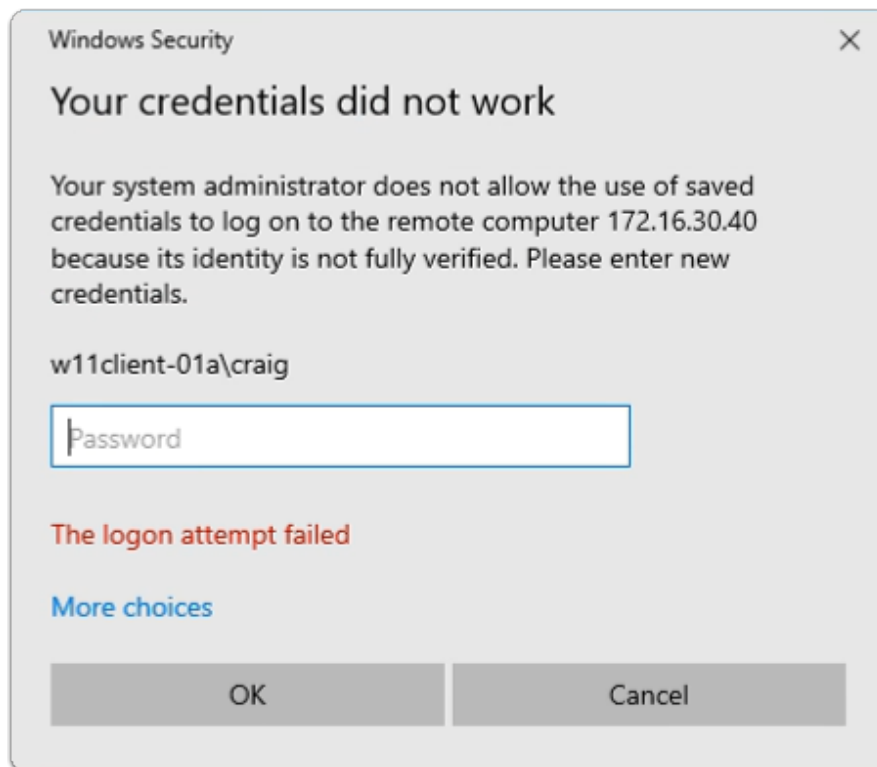 Windows Security
Your credentials did not work
Your system administrator does not allow the use of saved
credentials to log on to the remote computer 172.16.30.40
because its identity is not fully verified. Please enter new
credentials.
w11client-01a\craig
Password
The logon attempt failed
More choices
OK Cancel